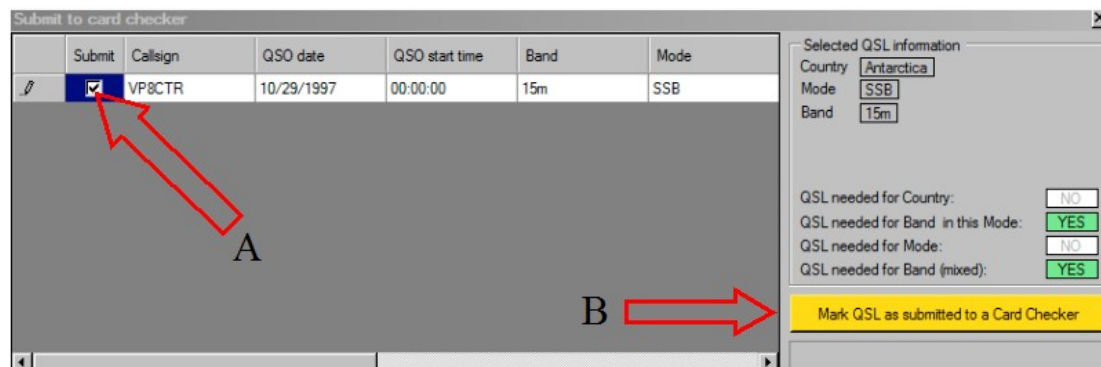 Submit to card checker
Submit Callsign QSO date QSO start time Band Mode
VP8CTR 10/29/1997 00:00:00 15m SSB
A
B
Selected QSL information
Country Antarctica
Mode SSB
Band 15m
QSL needed for Country: NO
QSL needed for Band in this Mode: YES
QSL needed for Mode: NO
QSL needed for Band (mixed): YES
Mark QSL as submitted to a Card Checker